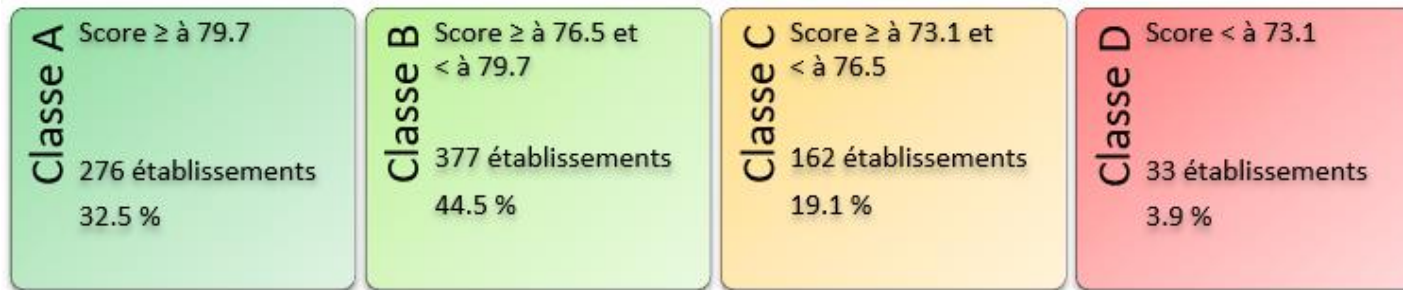 Classe A
Score ≥ à 79.7
276 établissements
32.5 %
Classe B
Score ≥ à 76.5 et
< à 79.7
377 établissements
44.5 %
Classe C
Score ≥ à 73.1 et
< à 76.5
162 établissements
19.1 %
Classe D
Score < à 73.1
33 établissements
3.9 %